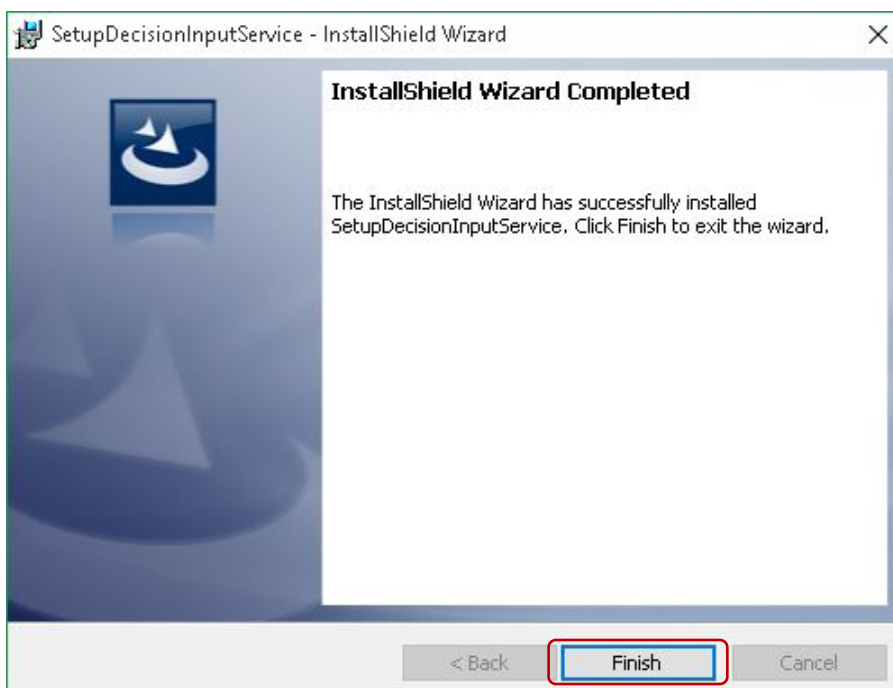 SetupDecisionInputService - InstallShield Wizard
InstallShield Wizard Completed
The InstallShield Wizard has successfully installed
SetupDecisionInputService. Click Finish to exit the wizard.
< Back Finish Cancel